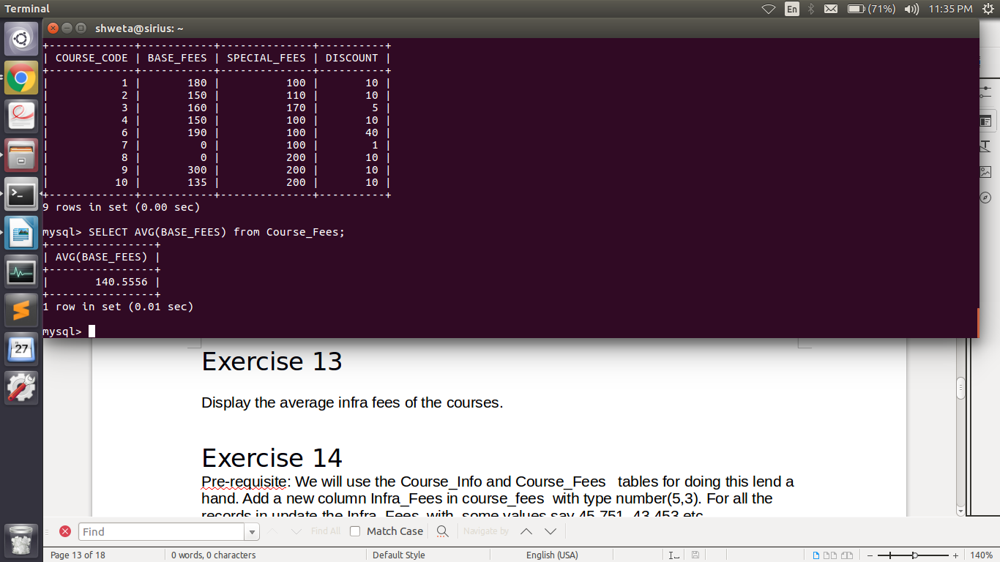 Terminal
En
(71%)
11:35 PM
shweta@sirius: ~
+-------------+-----------+--------------+----------+
| COURSE_CODE | BASE_FEES | SPECIAL_FEES | DISCOUNT |
+-------------+-----------+--------------+----------+
| 1 | 180 | 100 | 10 |
| 2 | 150 | 110 | 10 |
| 3 | 160 | 170 | 5 |
| 4 | 150 | 100 | 10 |
| 6 | 190 | 100 | 40 |
| 7 | 0 | 100 | 1 |
| 8 | 0 | 200 | 10 |
| 9 | 300 | 200 | 10 |
| 10 | 135 | 200 | 10 |
+-------------+-----------+--------------+----------+
9 rows in set (0.00 sec)
mysql> SELECT AVG(BASE_FEES) from Course_Fees;
+----------------+
| AVG(BASE_FEES) |
+----------------+
| 140.5556 |
+----------------+
1 row in set (0.01 sec)
mysql>
27
Exercise 13
Display the average infra fees of the courses.
Exercise 14
Pre-requisite: We will use the Course_Info and Course_Fees tables for doing this lend a
hand. Add a new column Infra_Fees in course_fees with type number(5,3). For all the
records in update the Infra_Fees with some values say 45.751, 43.453 etc
Find
Find All
Match Case
Navigate by
Page 13 of 18
0 words, 0 characters
Default Style
English (USA)
140%